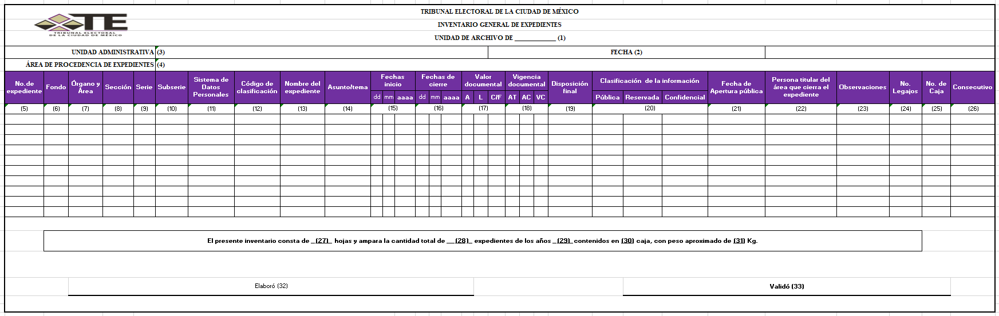 TRIBUNAL ELECTORAL DE LA CIUDAD DE MÉXICO
TE
TRIBUNAL ELECTORAL
DE LA CIUDAD DE MÉXICO
INVENTARIO GENERAL DE EXPEDIENTES
UNIDAD DE ARCHIVO DE ____________ (1)
UNIDAD ADMINISTRATIVA (3) FECHA (2)
ÁREA DE PROCEDENCIA DE EXPEDIENTES (4)
No. de expediente
Fondo
Órgano y Área
Sección
Serie
Subserie
Sistema de Datos Personales
Código de clasificación
Nombre del expediente
Asunto/tema
Fechas inicio
dd mm aaaa
Fechas de cierre
dd mm aaaa
Valor documental
A L C/F
Vigencia documental
AT AC VC
Disposición final
Clasificación de la información
Pública Reservada Confidencial
Fecha de Apertura pública
Persona titular del área que cierra el expediente
Observaciones
No. Legajos
No. de Caja
Consecutivo
(5) (6) (7) (8) (9) (10) (11) (12) (13) (14) (15) (16) (17) (18) (19) (20) (21) (22) (23) (24) (25) (26)
El presente inventario consta de _(27)_ hojas y ampara la cantidad total de __(28)_ expedientes de los años _(29)_contenidos en (30) caja, con peso aproximado de (31) Kg.
Elaboró (32) Validó (33)